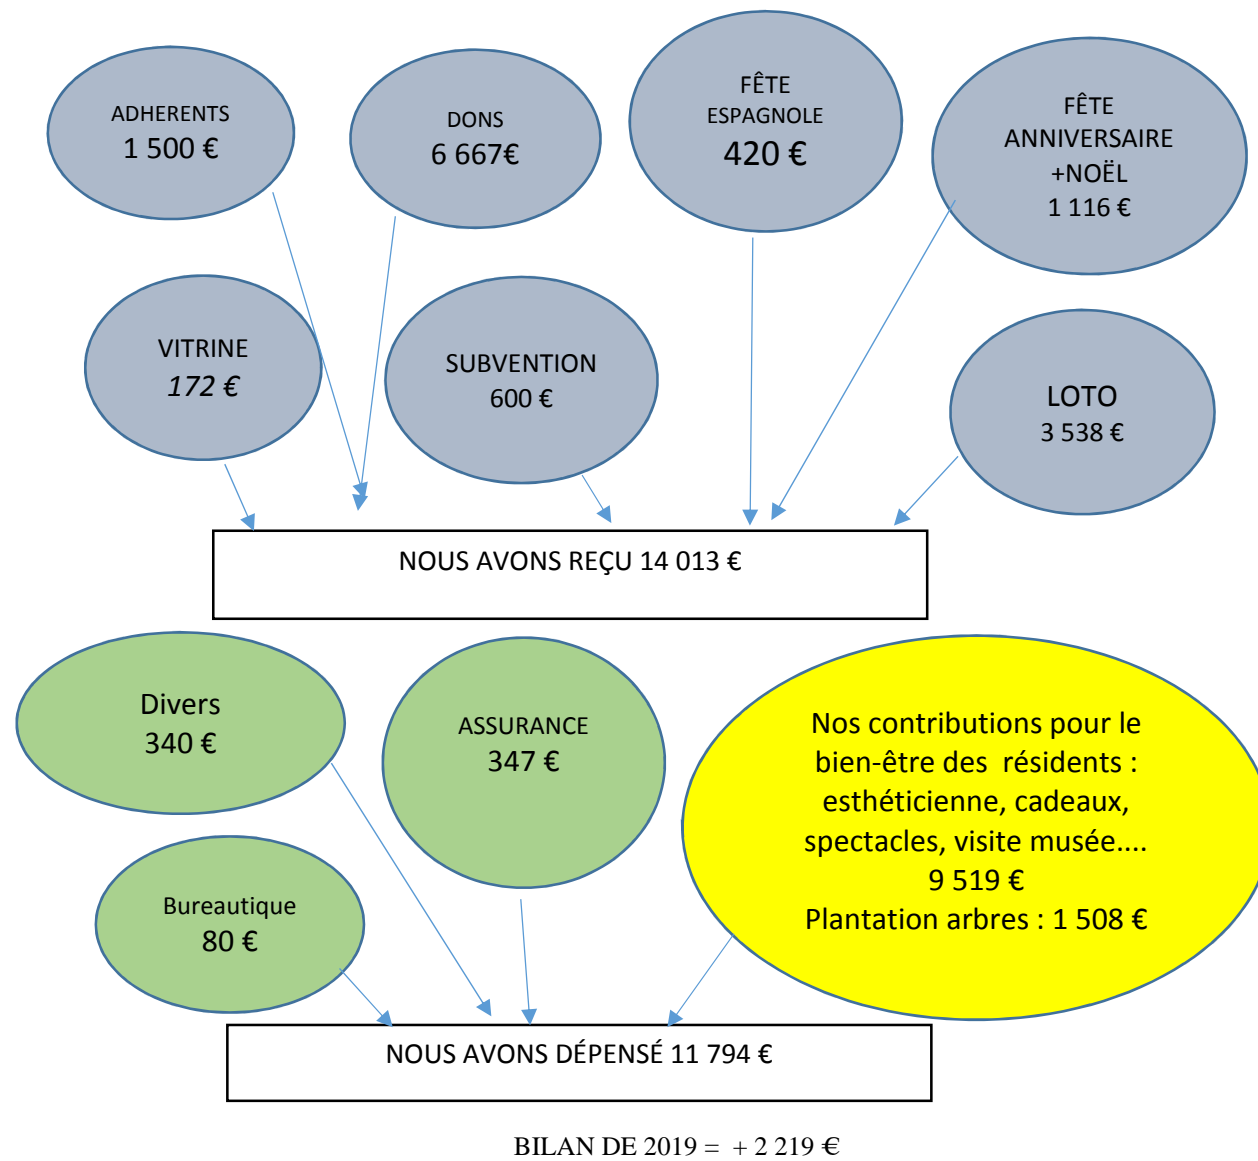 ADHERENTS
1 500 €
DONS
6 667€
FÊTE
ESPAGNOLE
420 €
FÊTE
ANNIVERSAIRE
+NOËL
1 116 €
VITRINE
172 €
SUBVENTION
600 €
LOTO
3 538 €
NOUS AVONS REÇU 14 013 €
Divers
340 €
ASSURANCE
347 €
Nos contributions pour le
bien-être des résidents :
esthéticienne, cadeaux,
spectacles, visite musée....
9 519 €
Plantation arbres : 1 508 €
Bureautique
80 €
NOUS AVONS DÉPENSÉ 11 794 €
BILAN DE 2019 = + 2 219 €